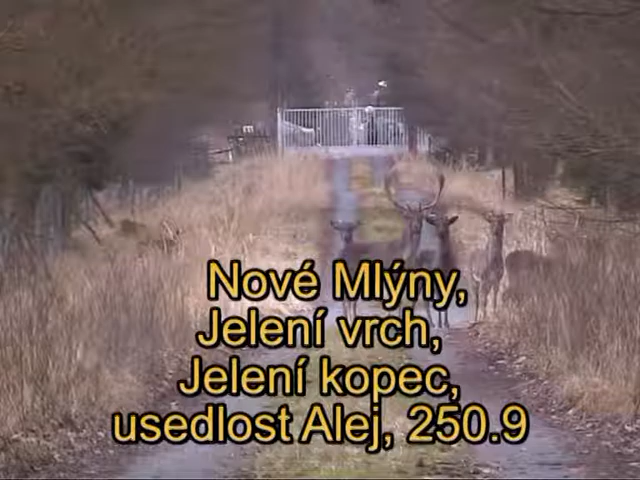 Nové Mlýny,
Jelení vrch,
Jelení kopec,
usedlost Alej, 250.9